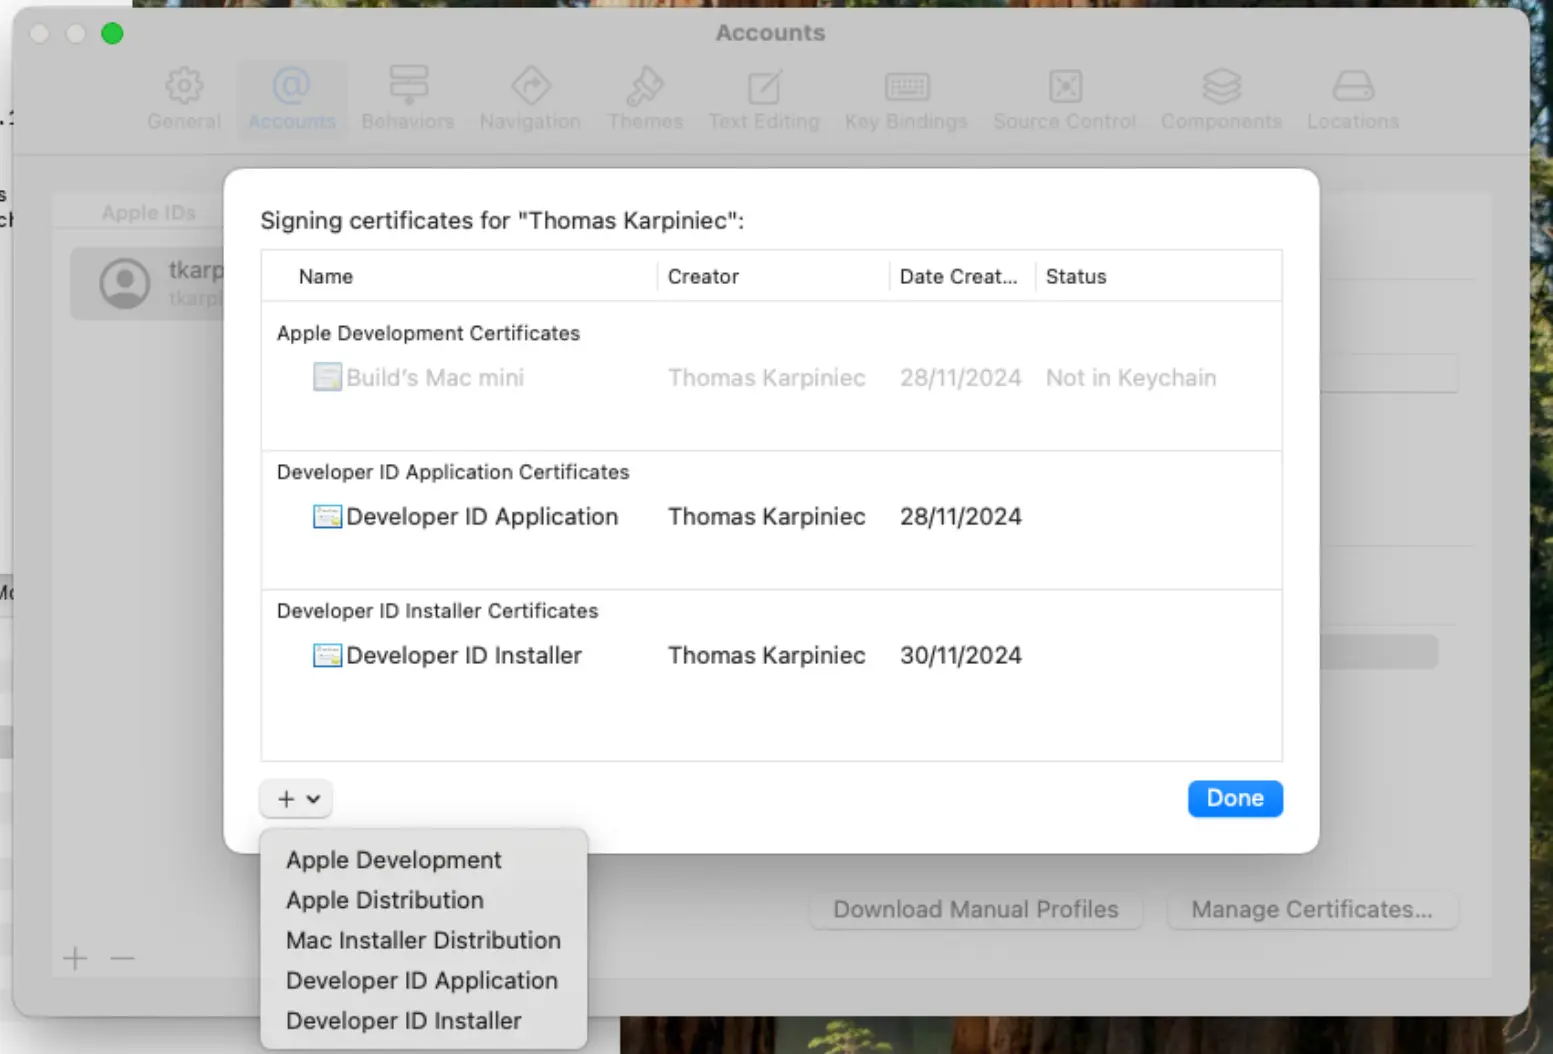 Accounts
General Accounts Behaviors Navigation Themes Text Editing Key Bindings Source Control Components Locations
Apple IDs
Signing certificates for "Thomas Karpiniec":
Name Creator Date Creat... Status
Apple Development Certificates
Build’s Mac mini Thomas Karpiniec 28/11/2024 Not in Keychain
Developer ID Application Certificates
Developer ID Application Thomas Karpiniec 28/11/2024
Developer ID Installer Certificates
Developer ID Installer Thomas Karpiniec 30/11/2024
+ Done
Apple Development
Apple Distribution
Mac Installer Distribution
Developer ID Application
Developer ID Installer
Download Manual Profiles Manage Certificates...
+ −